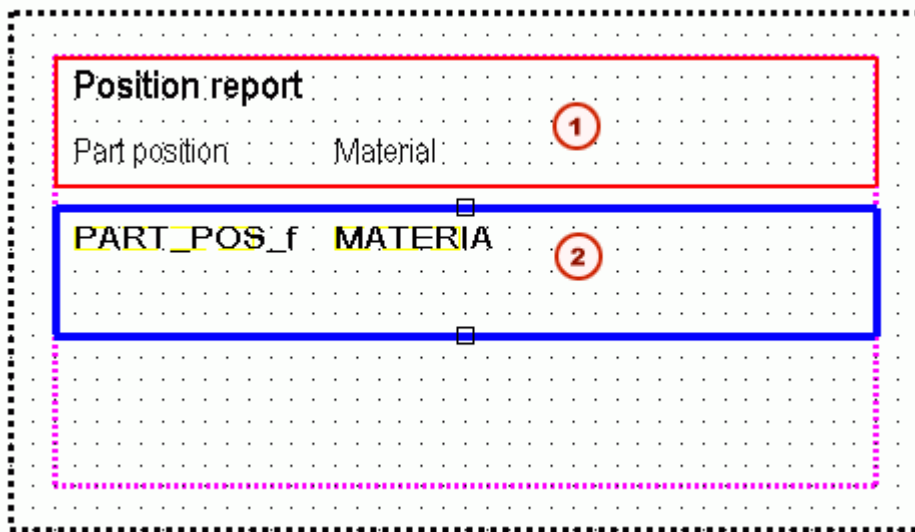 Position report
1
Part position Material
PART_POS_f MATERIA
2